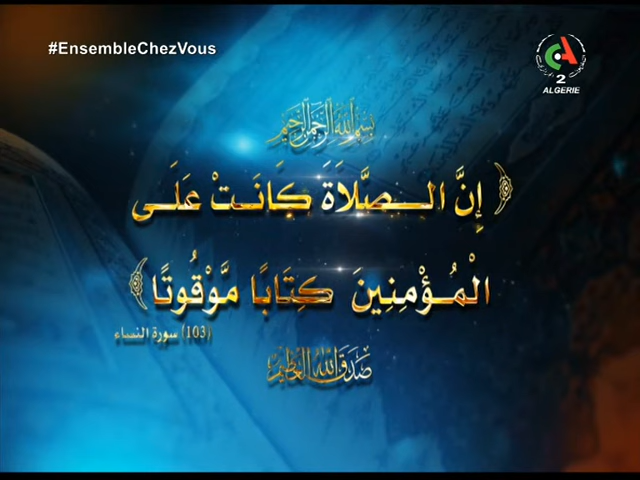 #EnsembleChezVous
2
ALGERIE
بسم الله الرحمن الرحيم
﴿ إِنَّ الصَّلَاةَ كَانَتْ عَلَى
الْمُؤْمِنِينَ كِتَابًا مَّوْقُوتًا ﴾
(103) سورة النساء
صدق الله العظيم